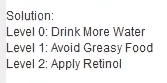 Solution:
Level 0: Drink More Water
Level 1: Avoid Greasy Food
Level 2: Apply Retinol